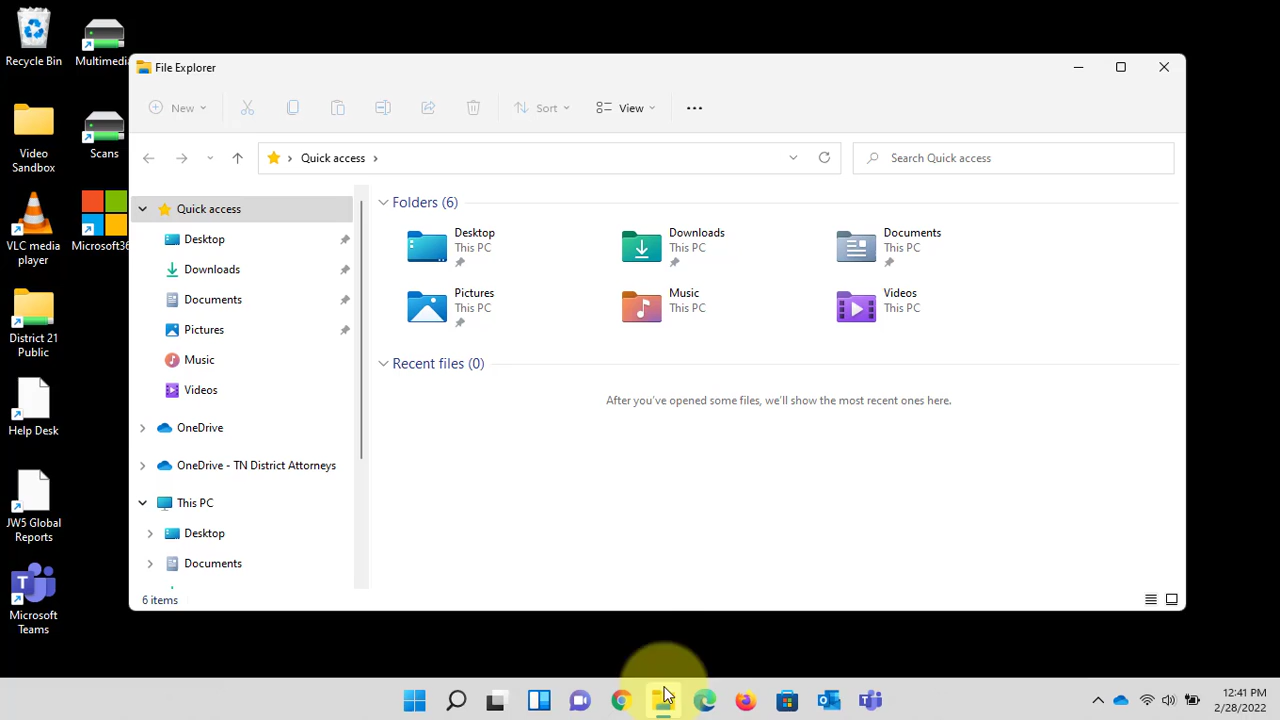 Recycle Bin
Multimedia
Video
Sandbox
Scans
VLC media
player
Microsoft36
District 21
Public
Help Desk
JW5 Global
Reports
Microsoft
Teams
File Explorer
New
Sort
View
Quick access
Search Quick access
Quick access
Desktop
Downloads
Documents
Pictures
Music
Videos
OneDrive
OneDrive - TN District Attorneys
This PC
Desktop
Documents
Folders (6)
Desktop
This PC
Downloads
This PC
Documents
This PC
Pictures
This PC
Music
This PC
Videos
This PC
Recent files (0)
After you've opened some files, we'll show the most recent ones here.
6 items
12:41 PM
2/28/2022